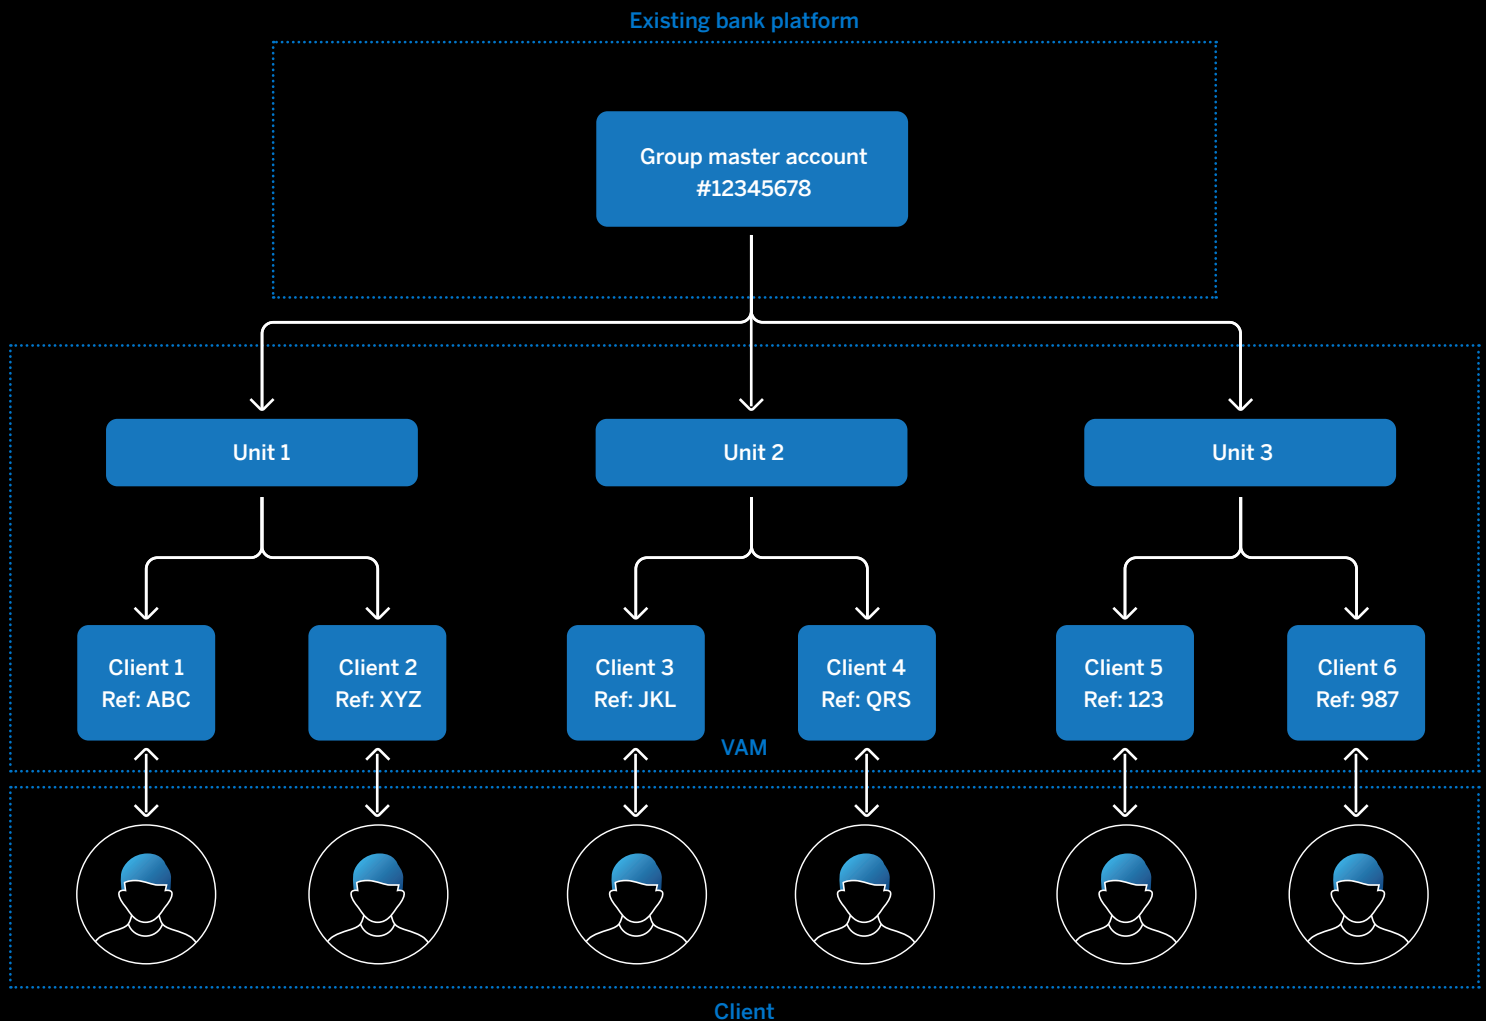 Existing bank platform
Group master account
#12345678
Unit 1
Unit 2
Unit 3
Client 1
Ref: ABC
Client 2
Ref: XYZ
Client 3
Ref: JKL
Client 4
Ref: QRS
Client 5
Ref: 123
Client 6
Ref: 987
VAM
Client